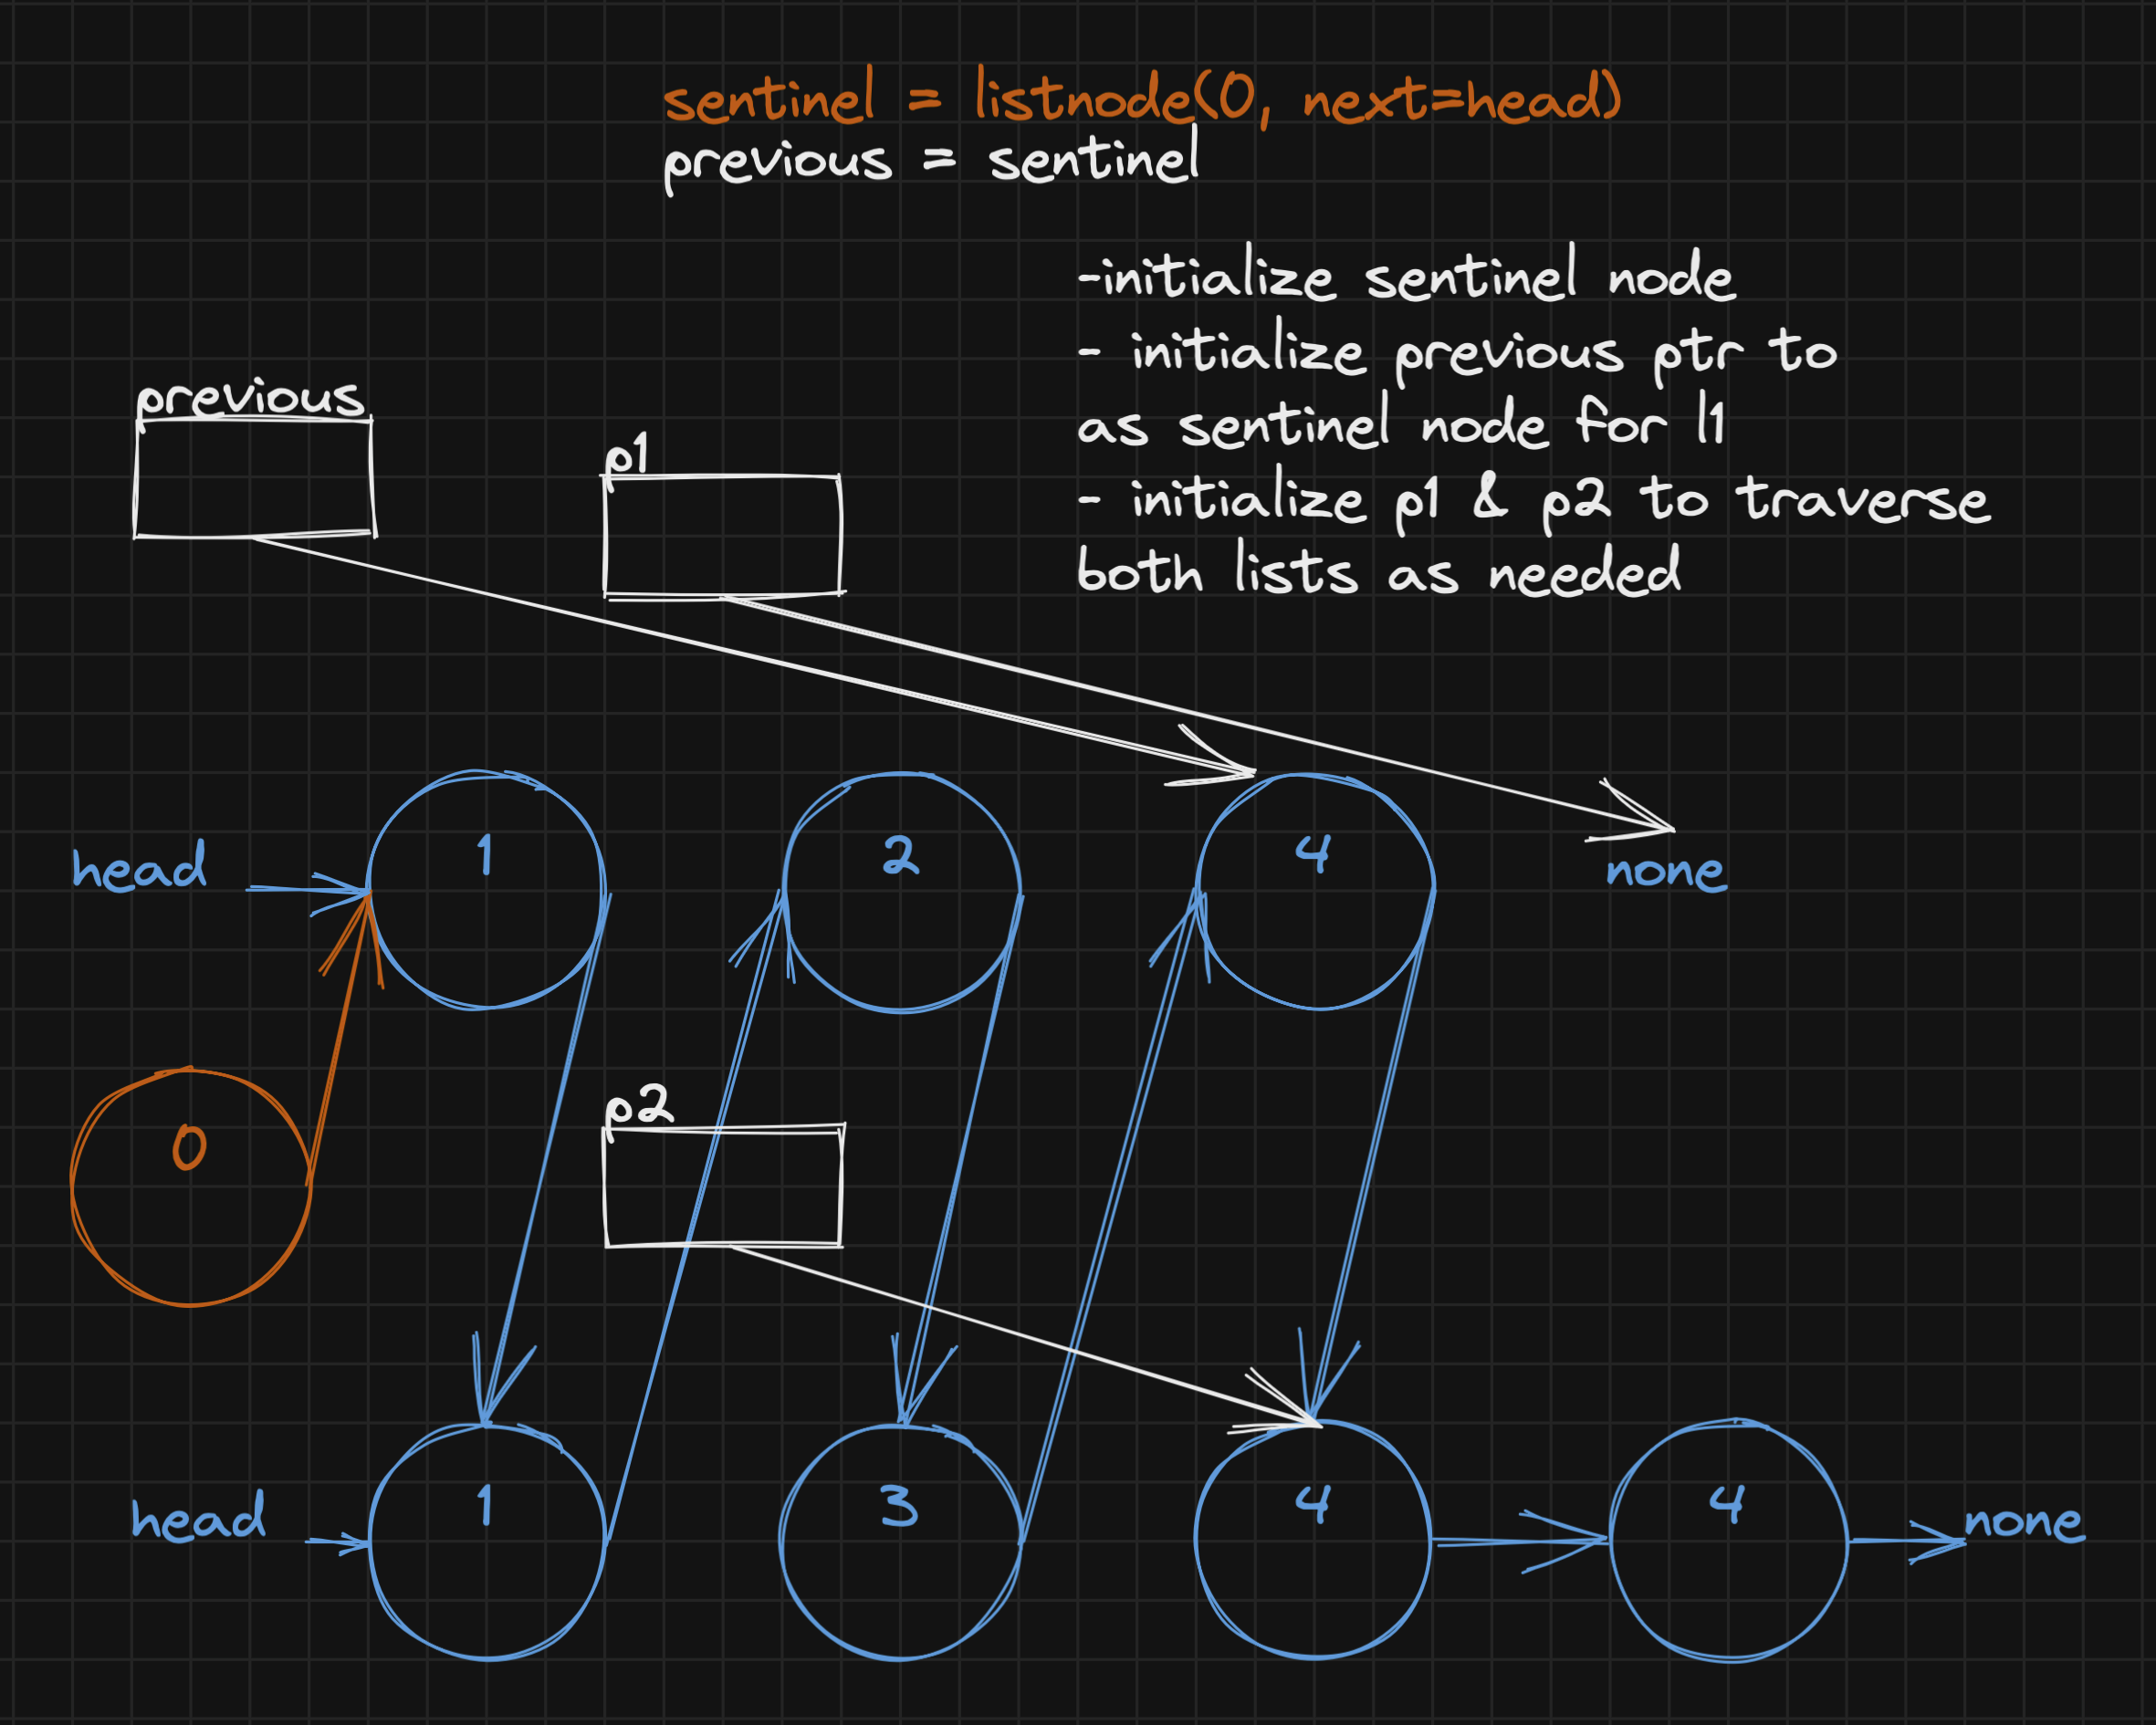 sentinel = listnode(0, next=head)
previous = sentinel
-initialize sentinel node
- initialize previous ptr to
as sentinel node for l1
- initialize p1 & p2 to traverse
both lists as needed
previous
p1
head
1
2
4
none
0
p2
head
1
3
4
4
none